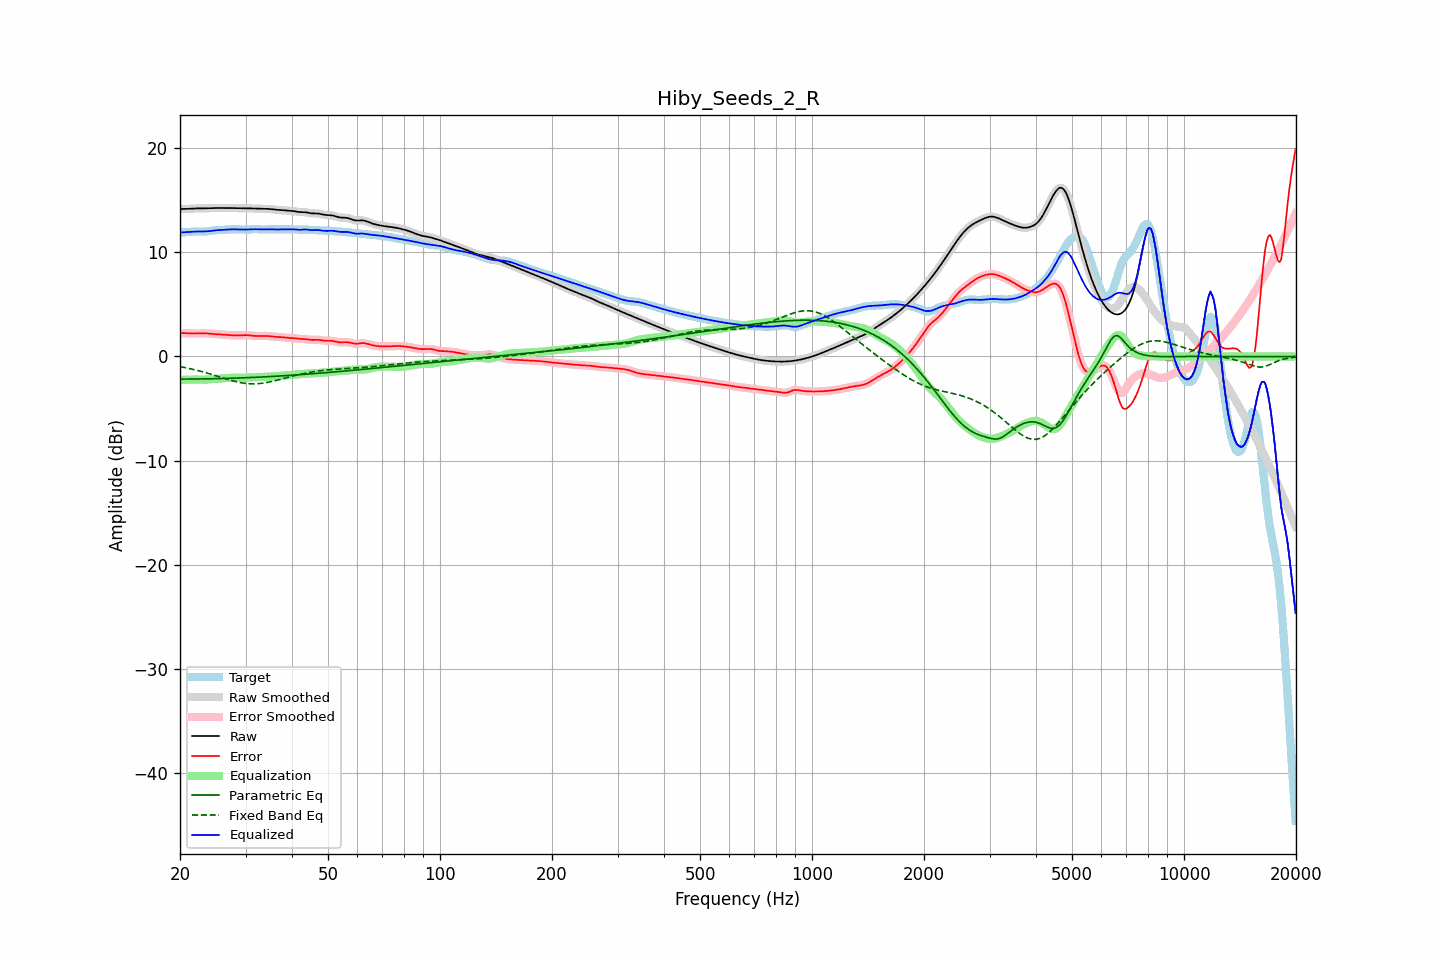 Hiby_Seeds_2_R
Amplitude (dBr)
20
10
0
−10
−20
−30
−40
Target
Raw Smoothed
Error Smoothed
Raw
Error
Equalization
Parametric Eq
Fixed Band Eq
Equalized
20 50 100 200 500 1000 2000 5000 10000 20000
Frequency (Hz)